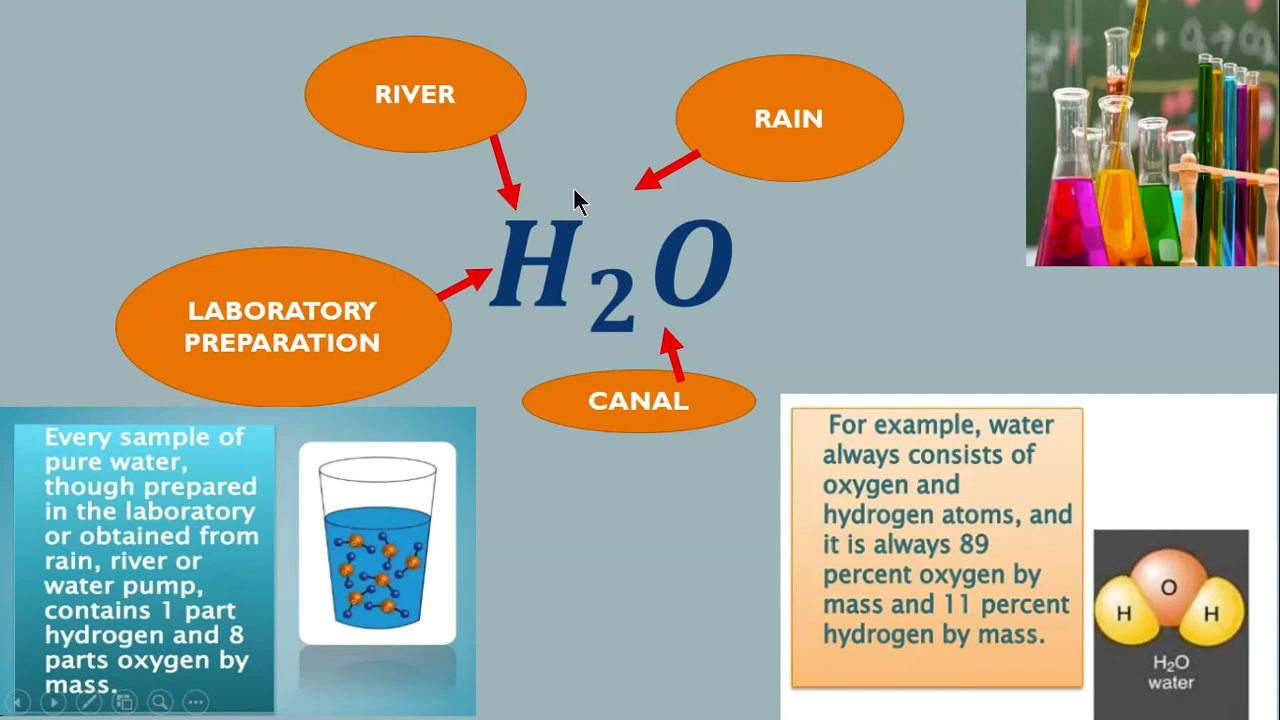 RIVER
RAIN
H₂O
LABORATORY
PREPARATION
CANAL
Every sample of
pure water,
though prepared
in the laboratory
or obtained from
rain, river or
water pump,
contains 1 part
hydrogen and 8
parts oxygen by
mass.
For example, water
always consists of
oxygen and
hydrogen atoms, and
it is always 89
percent oxygen by
mass and 11 percent
hydrogen by mass.
O
H H
H₂O
water